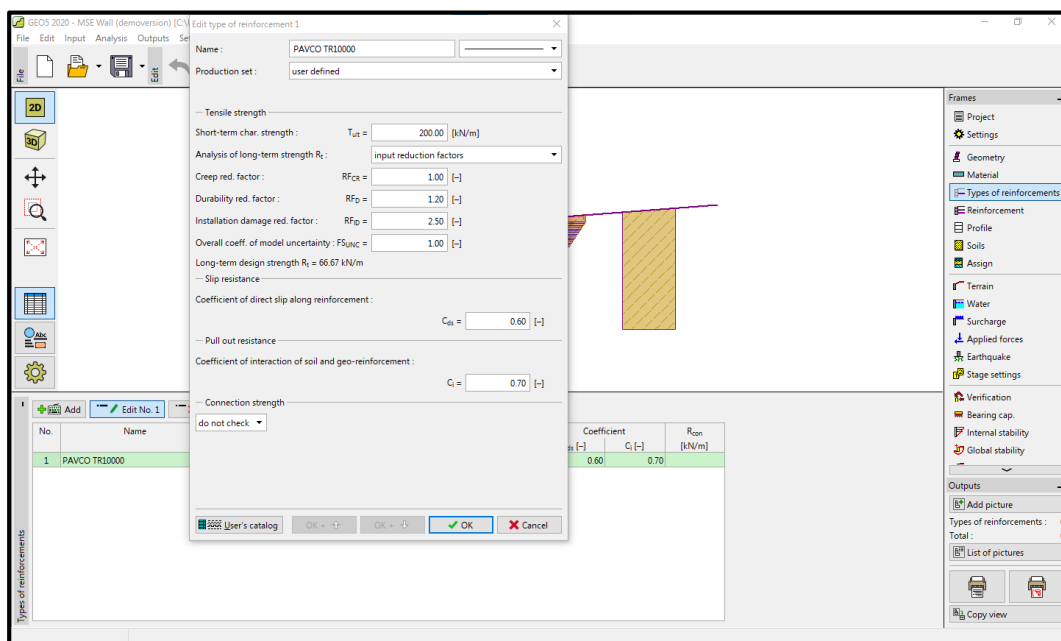 GEO5 2020 - MSE Wall (demoversion) [C:\
File Edit Input Analysis Outputs
File
Edit
2D
3D
Abc
Edit type of reinforcement 1
Name : PAVCO TR10000
Production set : user defined
Tensile strength
Short-term char. strength : Tult = 200.00 [kN/m]
Analysis of long-term strength Rt : input reduction factors
Creep red. factor : RFCR = 1.00 [–]
Durability red. factor : RFD = 1.20 [–]
Installation damage red. factor : RFID = 2.50 [–]
Overall coeff. of model uncertainty : FSUNC = 1.00 [–]
Long-term design strength Rt = 66.67 kN/m
Slip resistance
Coefficient of direct slip along reinforcement :
Cds = 0.60 [–]
Pull out resistance
Coefficient of interaction of soil and geo-reinforcement :
Ci = 0.70 [–]
Connection strength
do not check
User's catalog OK + OK + OK Cancel
Add Edit No. 1
No. Name Coefficient Rcon
Ci [–] [kN/m]
1 PAVCO TR10000 0.60 0.70
Types of reinforcements
Frames
Project
Settings
Geometry
Material
Types of reinforcements
Reinforcement
Profile
Soils
Assign
Terrain
Water
Surcharge
Applied forces
Earthquake
Stage settings
Verification
Bearing cap.
Internal stability
Global stability
Outputs
Add picture
Types of reinforcements :
Total :
List of pictures
Copy view